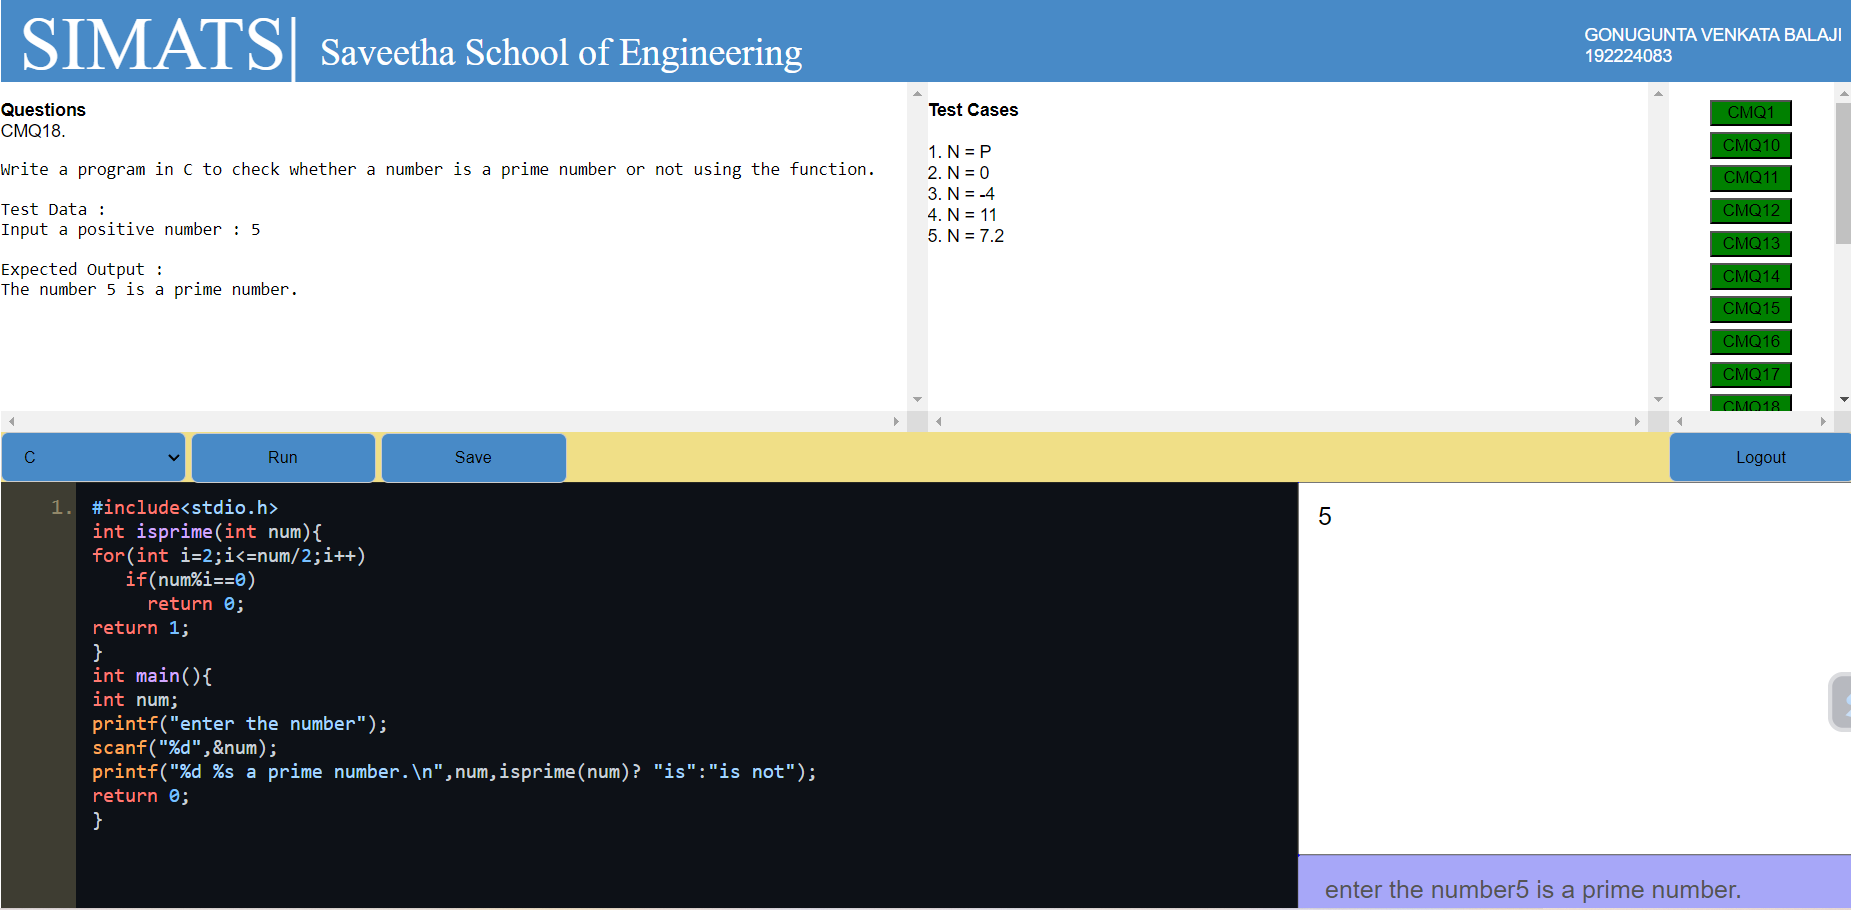 SIMATS| Saveetha School of Engineering
GONUGUNTA VENKATA BALAJI
192224083
Questions
CMQ18.
Write a program in C to check whether a number is a prime number or not using the function.
Test Data :
Input a positive number : 5
Expected Output :
The number 5 is a prime number.
Test Cases
1. N = P
2. N = 0
3. N = -4
4. N = 11
5. N = 7.2
CMQ1
CMQ10
CMQ11
CMQ12
CMQ13
CMQ14
CMQ15
CMQ16
CMQ17
CMQ18
C
Run
Save
Logout
1. #include<stdio.h>
int isprime(int num){
for(int i=2;i<=num/2;i++)
   if(num%i==0)
     return 0;
return 1;
}
int main(){
int num;
printf("enter the number");
scanf("%d",&num);
printf("%d %s a prime number.\n",num,isprime(num)? "is":"is not");
return 0;
}
5
enter the number5 is a prime number.